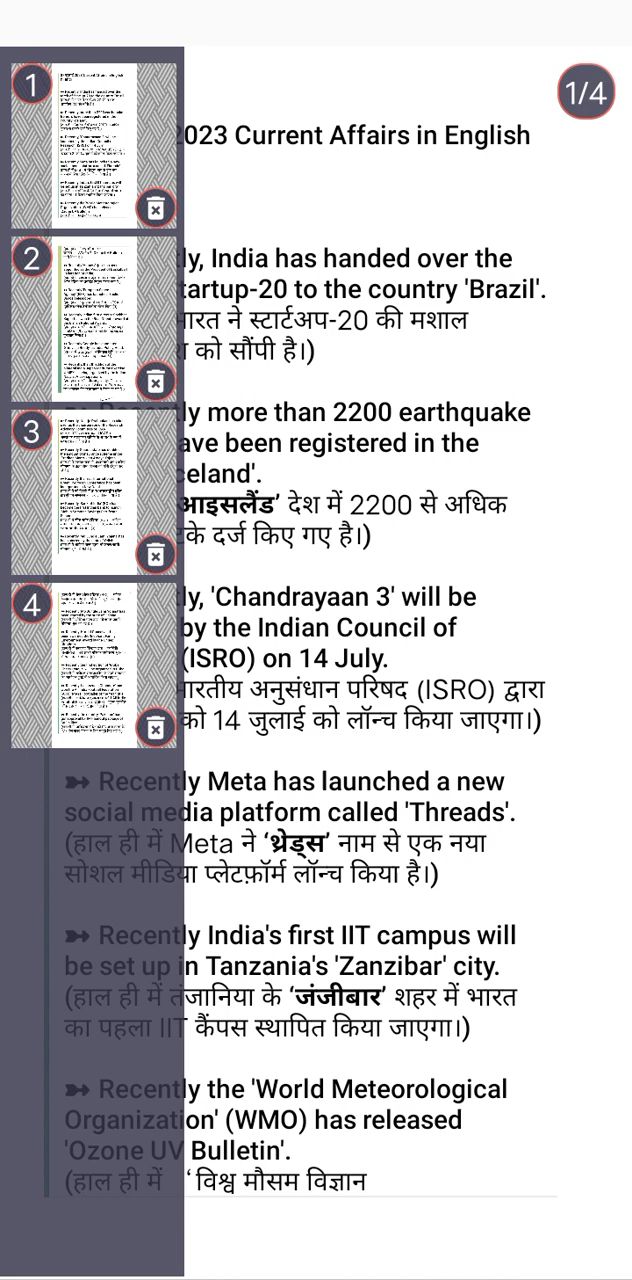 1/4
2023 Current Affairs in English
ly, India has handed over the
tartup-20 to the country 'Brazil'.
ारत ने स्टार्टअप-20 की मशाल
को सौंपी है।)
Recently more than 2200 earthquake
ave been registered in the
celand'.
आइसलैंड’ देश में 2200 से अधिक
के दर्ज किए गए है।)
ly, 'Chandrayaan 3' will be
by the Indian Council of
(ISRO) on 14 July.
ारतीय अनुसंधान परिषद (ISRO) द्वारा
को 14 जुलाई को लॉन्च किया जाएगा।)
➳ Recently Meta has launched a new
social media platform called 'Threads'.
(हाल ही में Meta ने ‘थ्रेड्स’ नाम से एक नया
सोशल मीडिया प्लेटफ़ॉर्म लॉन्च किया है।)
➳ Recently India's first IIT campus will
be set up in Tanzania's 'Zanzibar' city.
(हाल ही में तंजानिया के ‘जंजीबार’ शहर में भारत
का पहला IIT कैंपस स्थापित किया जाएगा।)
➳ Recently the 'World Meteorological
Organization' (WMO) has released
'Ozone UV Bulletin'.
(हाल ही में ‘विश्व मौसम विज्ञान
1
2
3
4